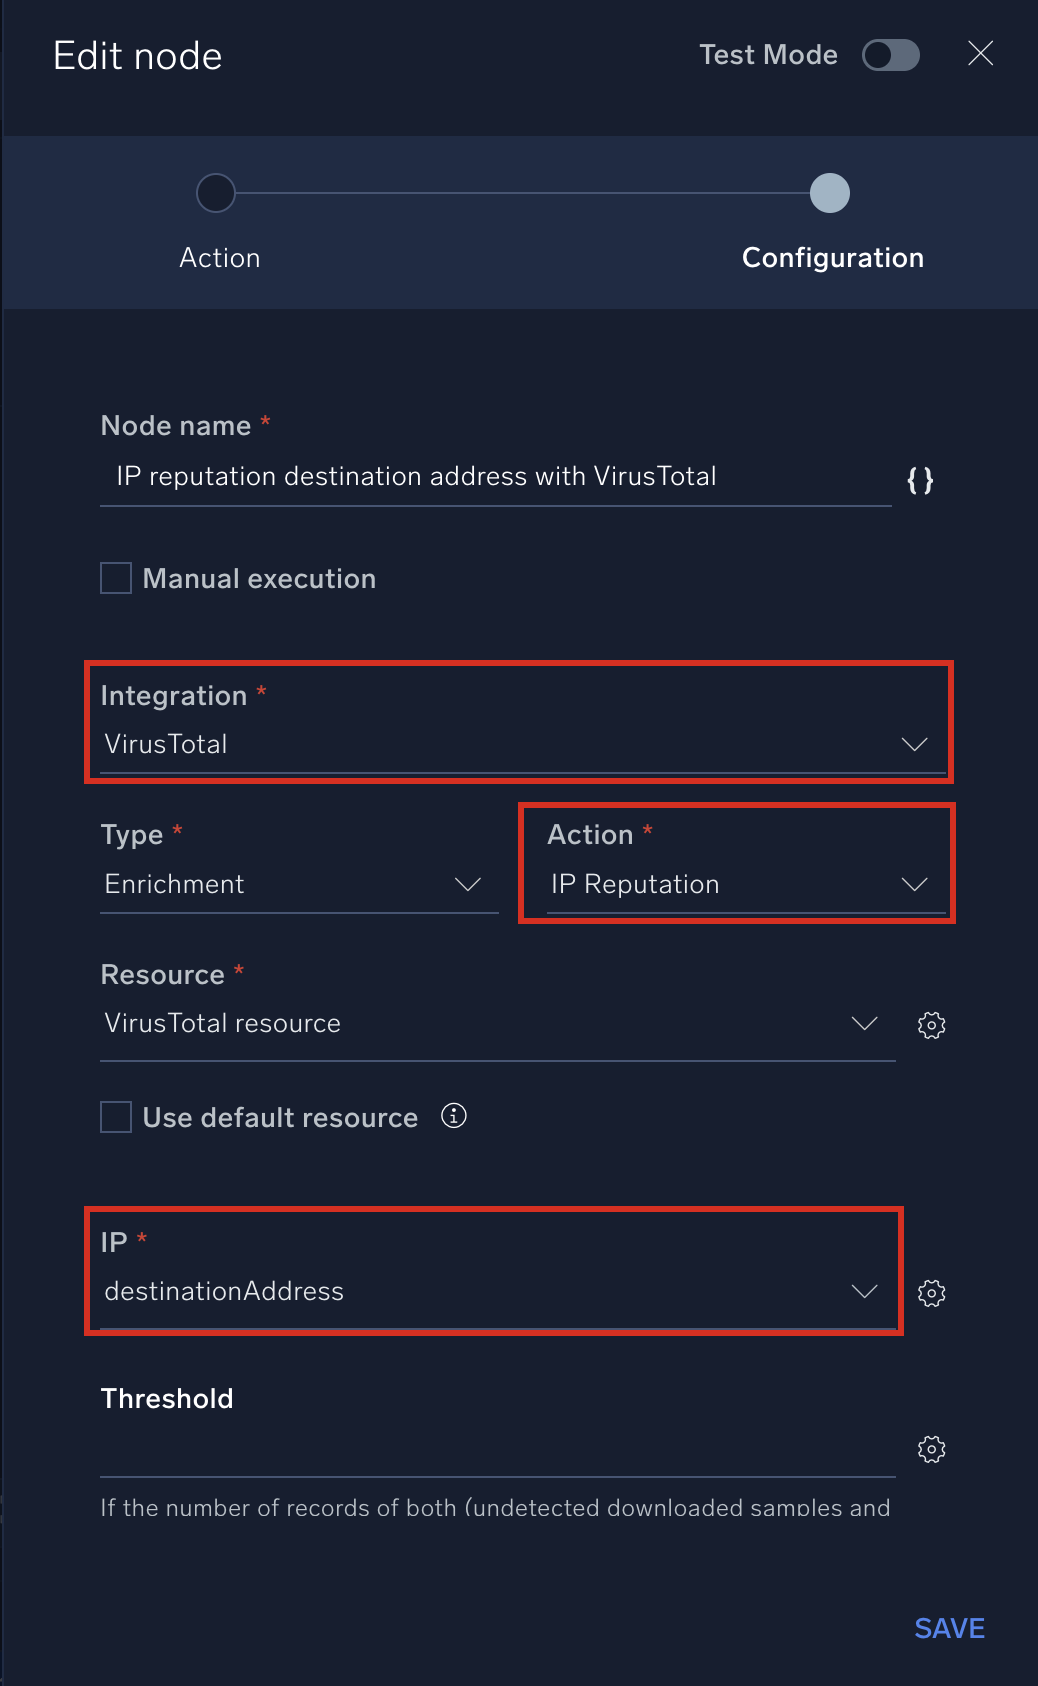 Edit node
Test Mode
Action
Configuration
Node name *
IP reputation destination address with VirusTotal
{}
Manual execution
Integration *
VirusTotal
Type *
Action *
Enrichment
IP Reputation
Resource *
VirusTotal resource
Use default resource
IP *
destinationAddress
Threshold
If the number of records of both (undetected downloaded samples and
SAVE